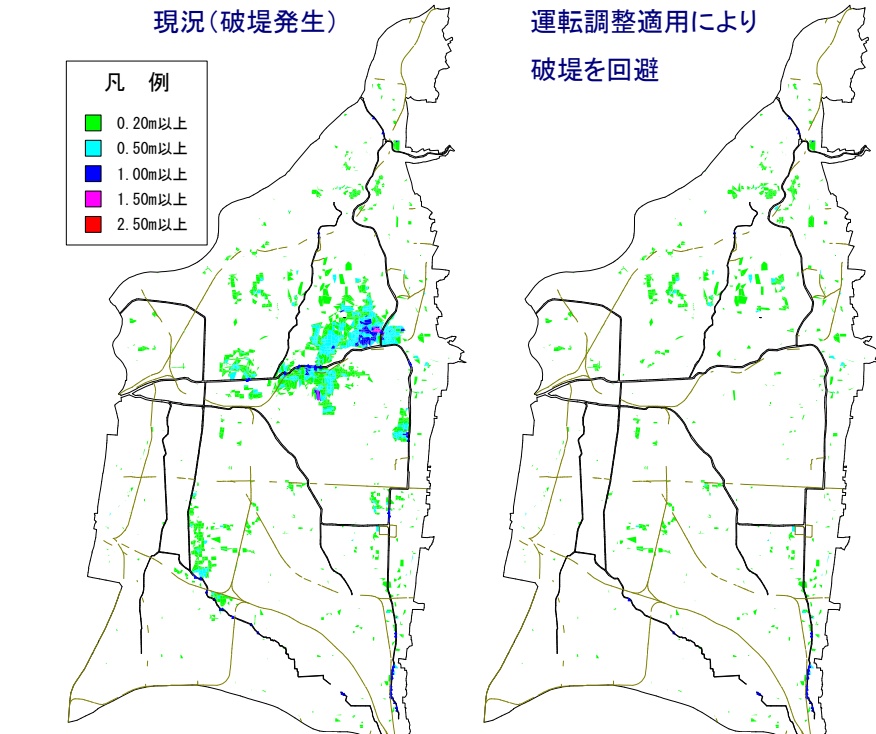 現況(破堤発生)
運転調整適用により
破堤を回避
凡 例
0.20m以上
0.50m以上
1.00m以上
1.50m以上
2.50m以上